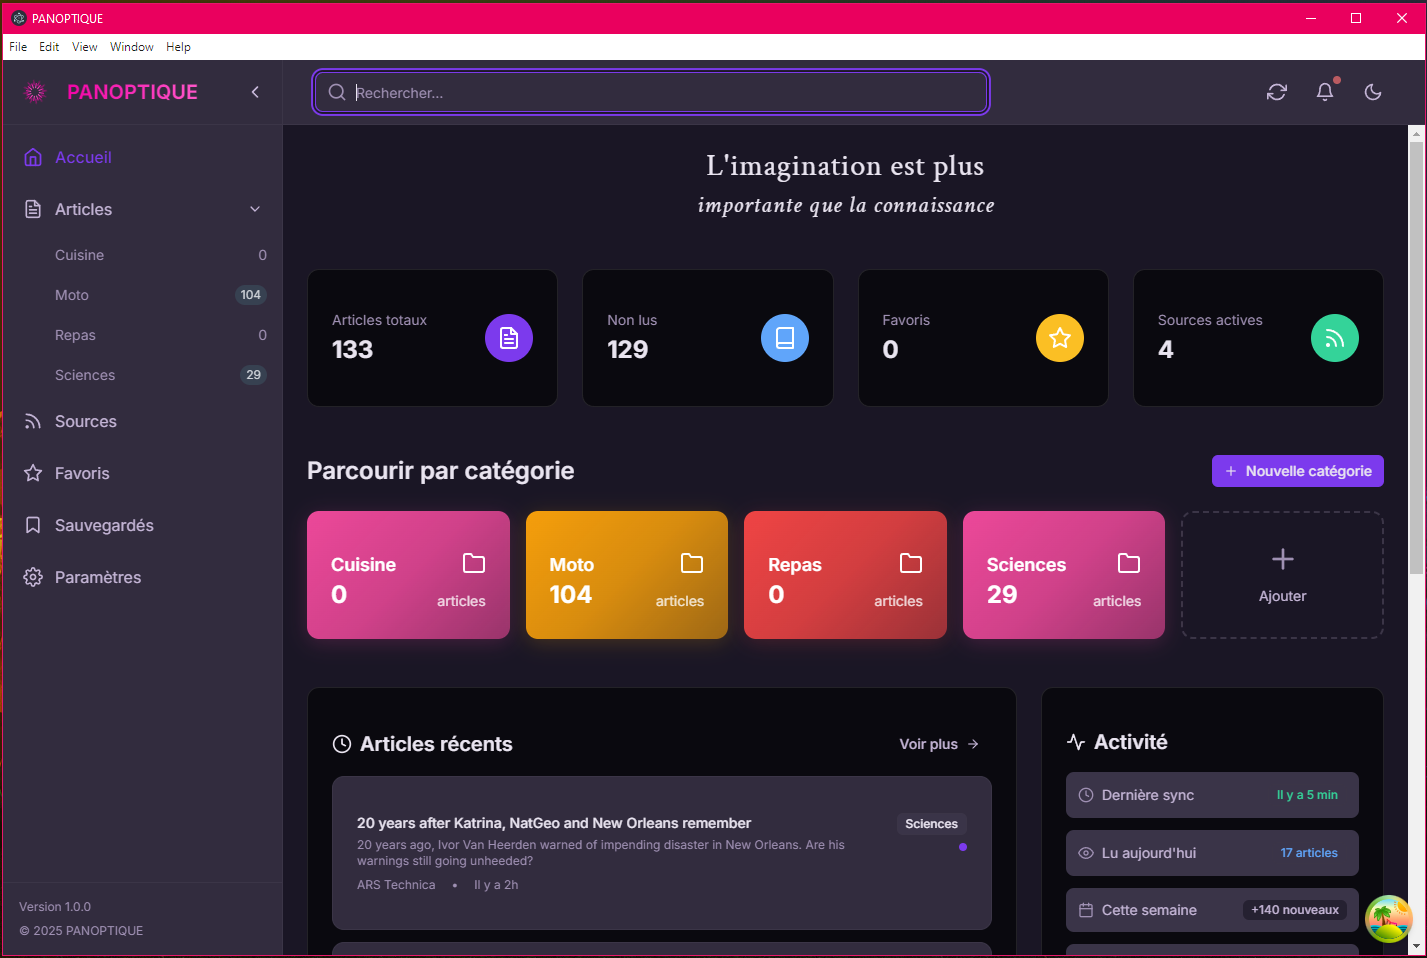 PANOPTIQUE
File Edit View Window Help
PANOPTIQUE
Rechercher...
Accueil
Articles
Cuisine 0
Moto 104
Repas 0
Sciences 29
Sources
Favoris
Sauvegardés
Paramètres
Version 1.0.0
© 2025 PANOPTIQUE
L'imagination est plus
importante que la connaissance
Articles totaux
133
Non lus
129
Favoris
0
Sources actives
4
Parcourir par catégorie
Nouvelle catégorie
Cuisine
0 articles
Moto
104 articles
Repas
0 articles
Sciences
29 articles
Ajouter
Articles récents
Voir plus
20 years after Katrina, NatGeo and New Orleans remember
Sciences
20 years ago, Ivor Van Heerden warned of impending disaster in New Orleans. Are his
warnings still going unheeded?
ARS Technica • Il y a 2h
Activité
Dernière sync Il y a 5 min
Lu aujourd'hui 17 articles
Cette semaine +140 nouveaux